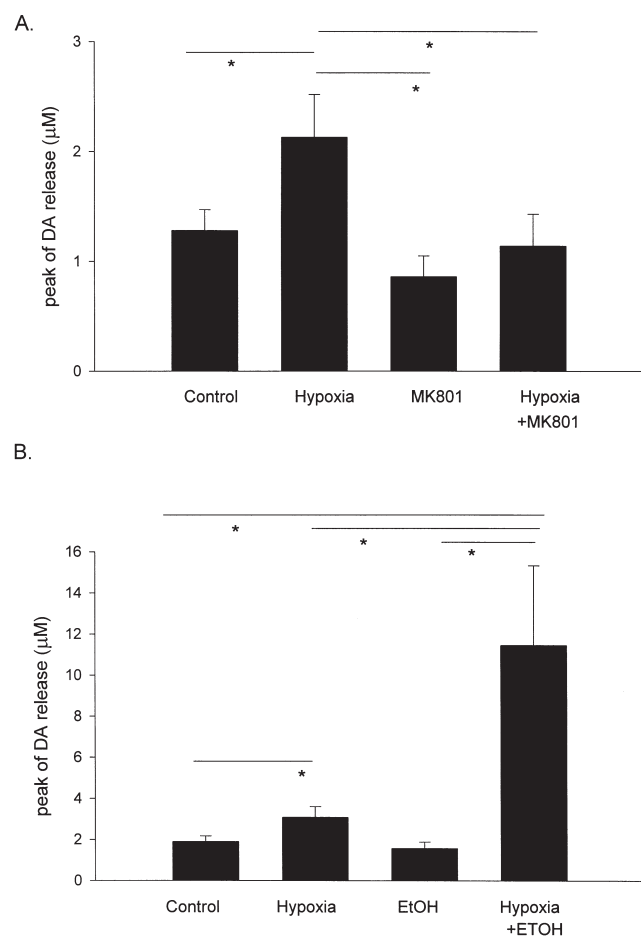 A.
peak of DA release (μM)
3
2
1
0
*
*
*
Control Hypoxia MK801 Hypoxia
+MK801
B.
peak of DA release (μM)
16
14
12
10
8
6
4
2
0
*
*
*
*
Control Hypoxia EtOH Hypoxia
+ETOH